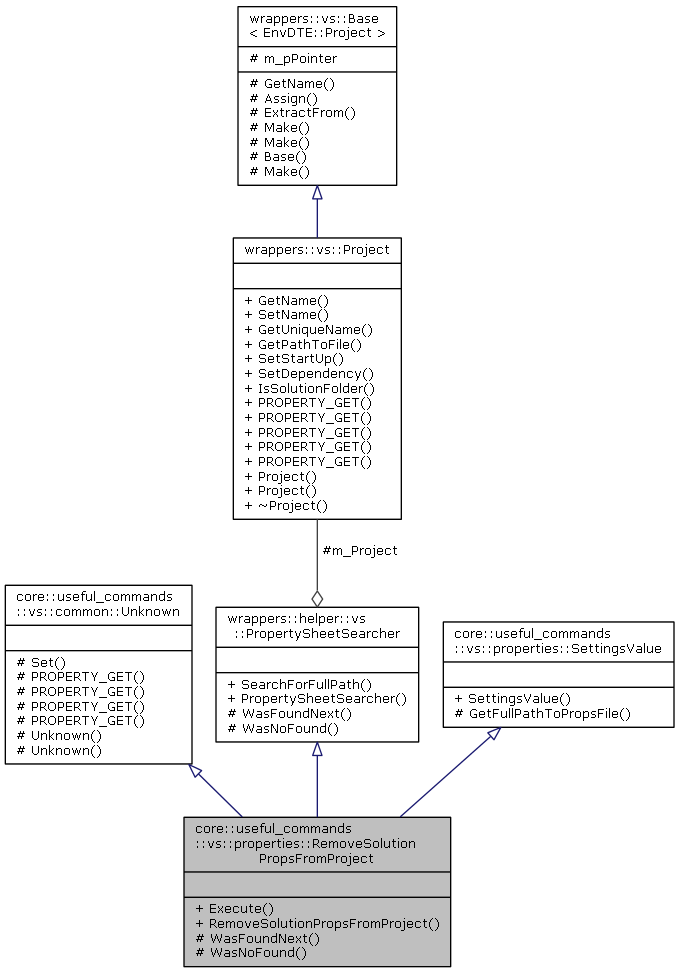 wrappers::vs::Base
< EnvDTE::Project >
# m_pPointer
# GetName()
# Assign()
# ExtractFrom()
# Make()
# Make()
# Base()
# Make()
wrappers::vs::Project
+ GetName()
+ SetName()
+ GetUniqueName()
+ GetPathToFile()
+ SetStartUp()
+ SetDependency()
+ IsSolutionFolder()
+ PROPERTY_GET()
+ PROPERTY_GET()
+ PROPERTY_GET()
+ PROPERTY_GET()
+ PROPERTY_GET()
+ Project()
+ Project()
+ ~Project()
#m_Project
core::useful_commands
::vs::common::Unknown
# Set()
# PROPERTY_GET()
# PROPERTY_GET()
# PROPERTY_GET()
# PROPERTY_GET()
# Unknown()
# Unknown()
wrappers::helper::vs
::PropertySheetSearcher
+ SearchForFullPath()
+ PropertySheetSearcher()
# WasFoundNext()
# WasNoFound()
core::useful_commands
::vs::properties::SettingsValue
+ SettingsValue()
# GetFullPathToPropsFile()
core::useful_commands
::vs::properties::RemoveSolution
PropsFromProject
+ Execute()
+ RemoveSolutionPropsFromProject()
# WasFoundNext()
# WasNoFound()